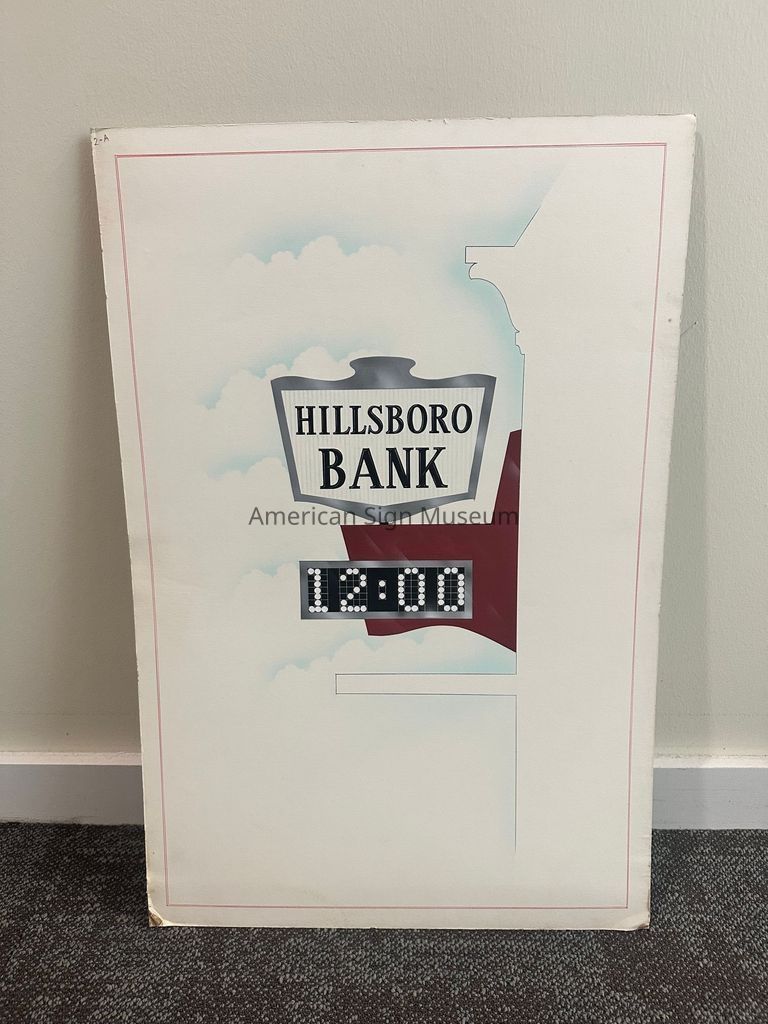 2-A
HILLSBORO
BANK
American Sign Museum
12:00